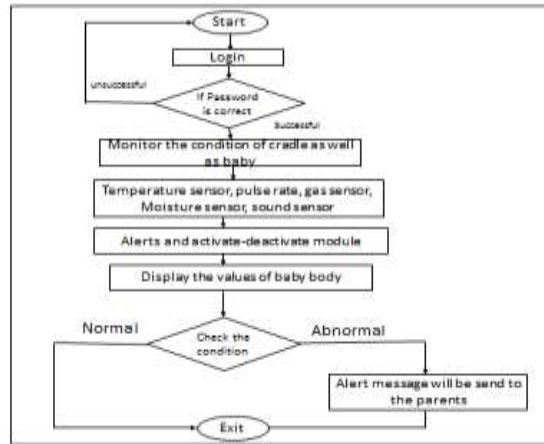 Start
Login
unsuccessful
If Password
is correct
Successful
Monitor the condition of cradle as well
as baby
Temperature sensor, pulse rate, gas sensor,
Moisture sensor, sound sensor
Alerts and activate-deactivate module
Display the values of baby body
Normal
Abnormal
Check the
condition
Alert message will be send to
the parents
Exit